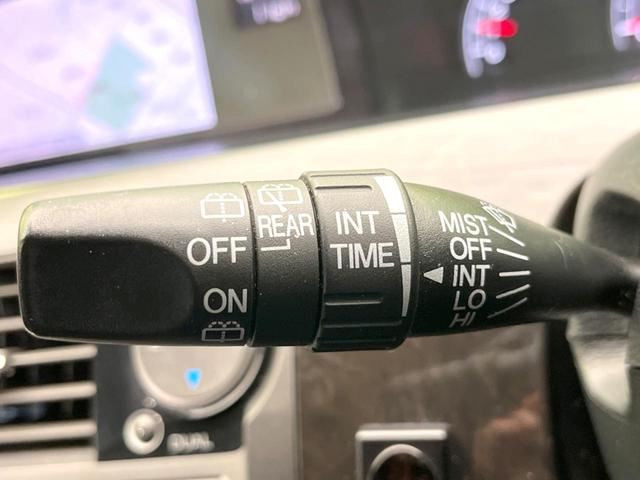 OFF
ON
REAR
INT
TIME
MIST
OFF
INT
LO
HI
DUAL